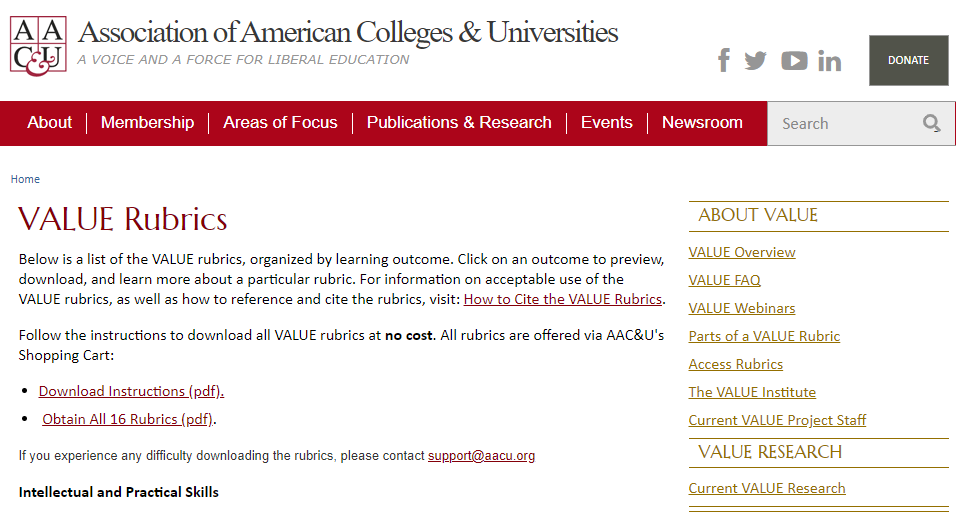 AAC&U
Association of American Colleges & Universities
A VOICE AND A FORCE FOR LIBERAL EDUCATION
DONATE
About
Membership
Areas of Focus
Publications & Research
Events
Newsroom
Search
Home
VALUE Rubrics
Below is a list of the VALUE rubrics, organized by learning outcome. Click on an outcome to preview,
download, and learn more about a particular rubric. For information on acceptable use of the
VALUE rubrics, as well as how to reference and cite the rubrics, visit: How to Cite the VALUE Rubrics.
Follow the instructions to download all VALUE rubrics at no cost. All rubrics are offered via AAC&U's
Shopping Cart:
• Download Instructions (pdf).
• Obtain All 16 Rubrics (pdf).
If you experience any difficulty downloading the rubrics, please contact support@aacu.org
Intellectual and Practical Skills
ABOUT VALUE
VALUE Overview
VALUE FAQ
VALUE Webinars
Parts of a VALUE Rubric
Access Rubrics
The VALUE Institute
Current VALUE Project Staff
VALUE RESEARCH
Current VALUE Research